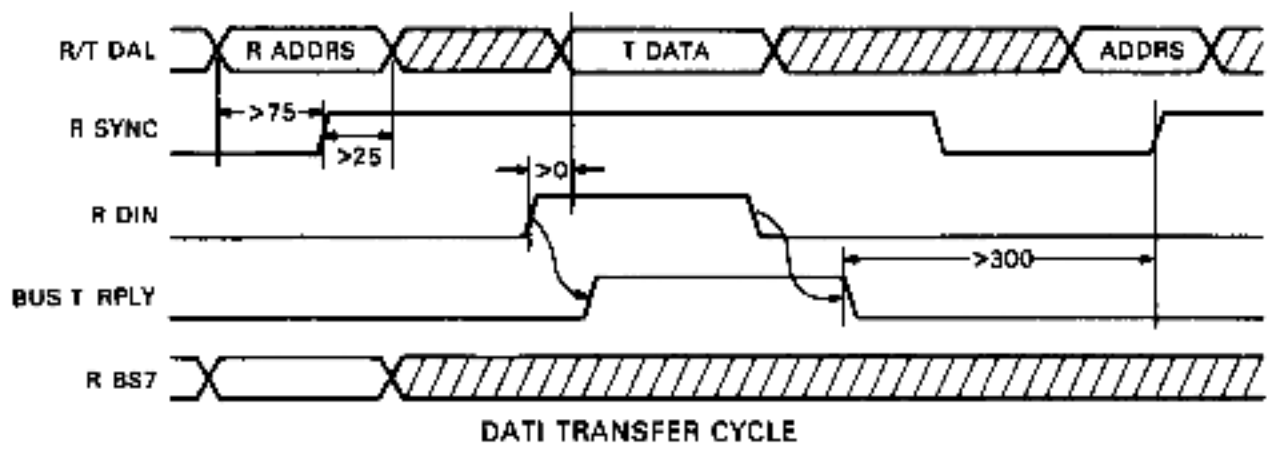 R/T DAL R ADDRS T DATA ADDRS
>75
R SYNC
>25
>0
R DIN
>300
BUS T RPLY
R BS7
DATI TRANSFER CYCLE